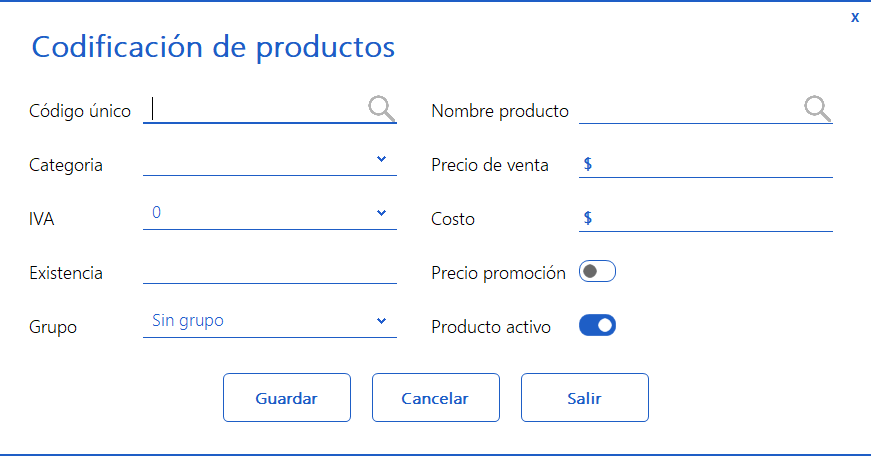 x
Codificación de productos
Código único
Nombre producto
Categoria
Precio de venta $
IVA 0
Costo $
Existencia
Precio promoción
Grupo Sin grupo
Producto activo
Guardar
Cancelar
Salir